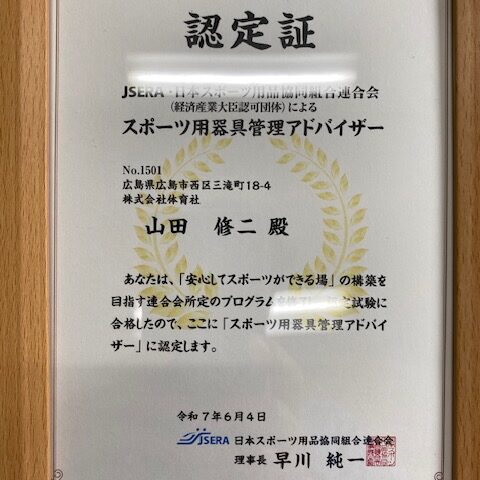 認定証
JSERA・日本スポーツ用品協同組合連合会
（経済産業大臣認可団体）による
スポーツ用器具管理アドバイザー
No.1501
広島県広島市西区三滝町18-4
株式会社体育社
山田　修二 殿
あなたは、「安心してスポーツができる場」の構築を
目指す連合会所定のプログラムを修了し、認定試験に
合格したので、ここに「スポーツ用器具管理アドバイ
ザー」に認定します。
令和7年6月4日
JSERA 日本スポーツ用品協同組合連合会
理事長 早川 純一